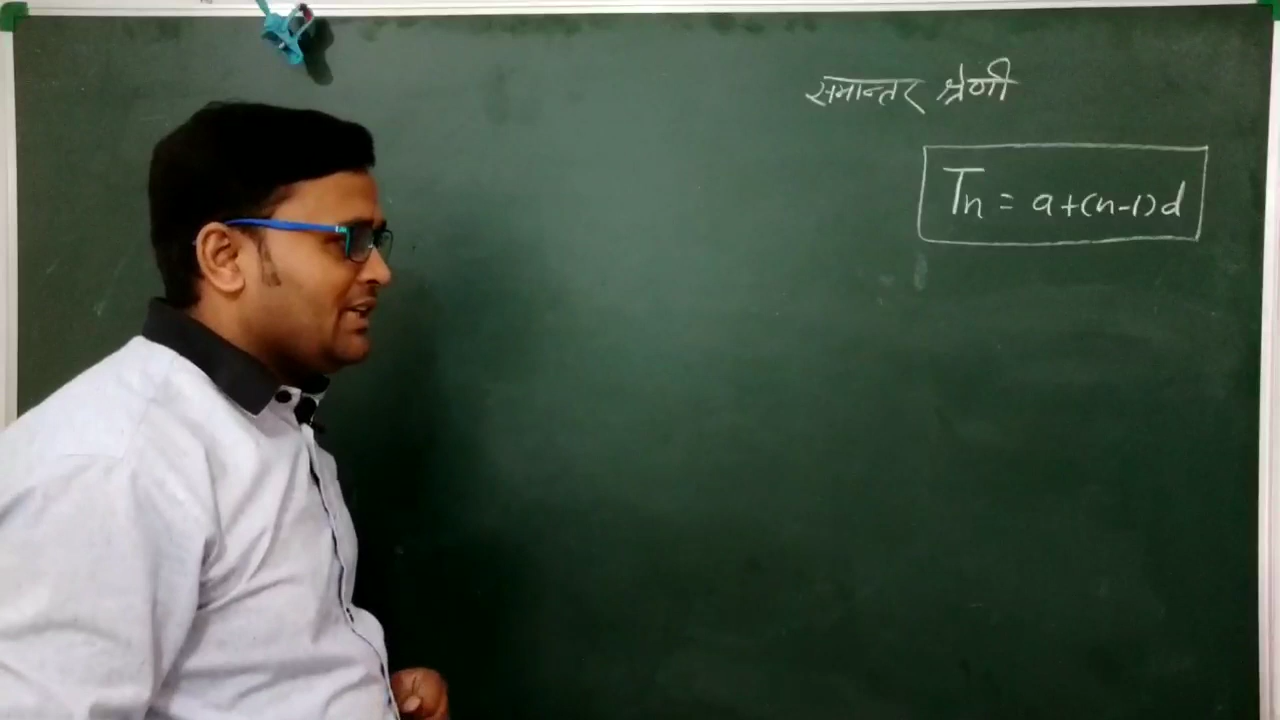 समान्तर श्रेणी
Tn = a+(n-1)d